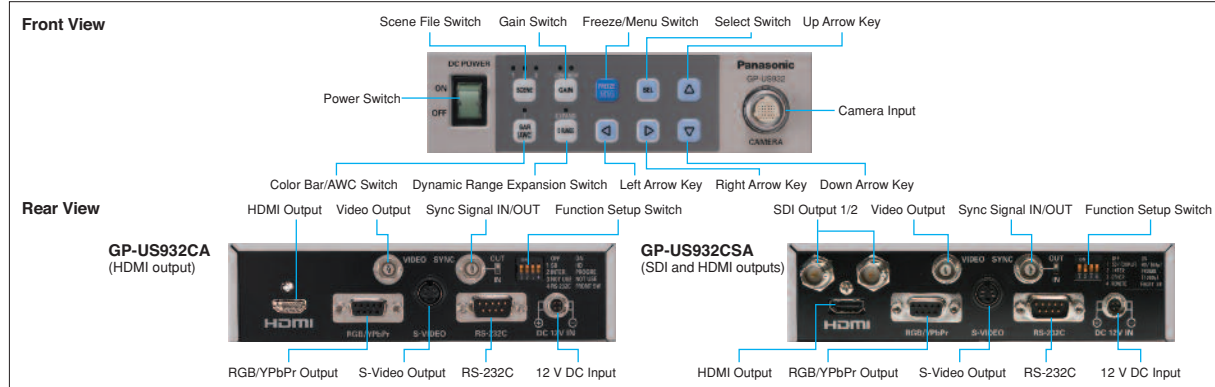 Front View
Scene File Switch Gain Switch Freeze/Menu Switch Select Switch Up Arrow Key
DC POWER
ON
OFF
SCENE GAIN FREEZE MENU SEL
Panasonic
GP-US932
Power Switch
Camera Input
BAR AWC
CAMERA
Color Bar/AWC Switch Dynamic Range Expansion Switch Left Arrow Key Right Arrow Key Down Arrow Key
Rear View
HDMI Output Video Output Sync Signal IN/OUT Function Setup Switch
GP-US932CA
(HDMI output)
VIDEO SYNC OUT IN
OFF ON
HDMI RGB/YPbPr S-VIDEO RS-232C DC 12V IN
RGB/YPbPr Output S-Video Output RS-232C 12 V DC Input
SDI Output 1/2 Video Output Sync Signal IN/OUT Function Setup Switch
GP-US932CSA
(SDI and HDMI outputs)
VIDEO SYNC OUT IN
HDMI RGB/YPbPr S-VIDEO RS-232C DC 12V IN
HDMI Output RGB/YPbPr Output S-Video Output RS-232C 12 V DC Input